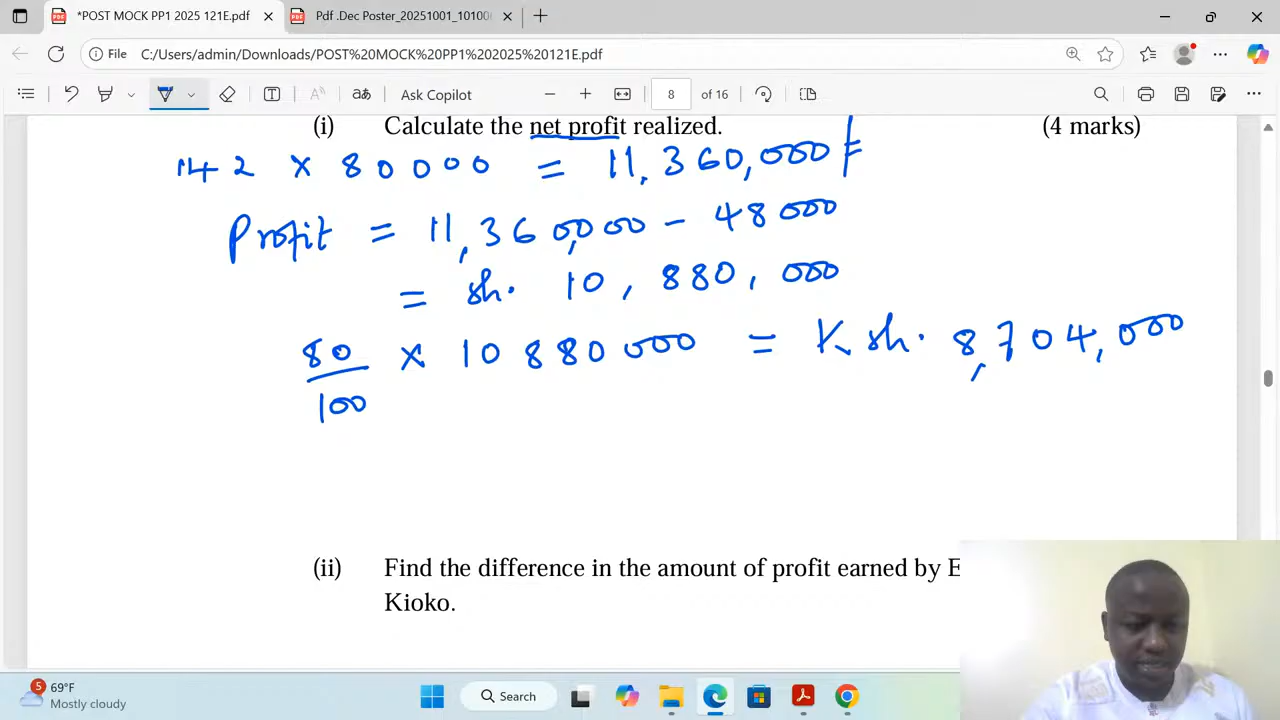 *POST MOCK PP1 2025 121E.pdf
Pdf .Dec Poster_20251001_10100
File C:/Users/admin/Downloads/POST%20MOCK%20PP1%202025%20121E.pdf
Ask Copilot 8 of 16
(i) Calculate the net profit realized. (4 marks)
142 x 80000 = 11,360,000/=
Profit = 11,360,000 - 48000
= sh. 10,880,000
80/100 x 10880000 = Ksh. 8,704,000
(ii) Find the difference in the amount of profit earned by E
Kioko.
5 69°F
Mostly cloudy
Search